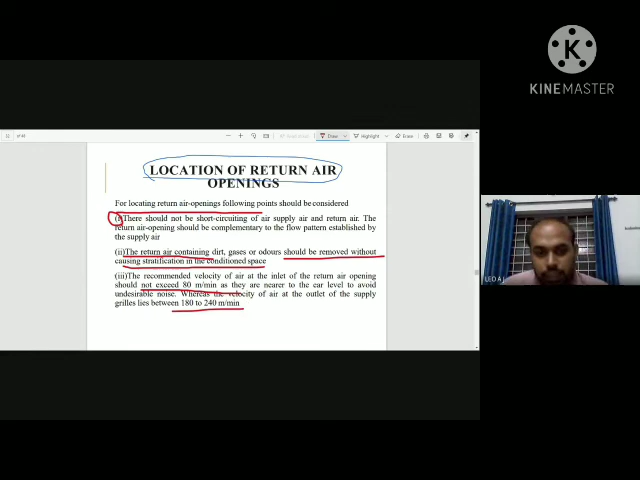 K
KINEMASTER
of 44
Draw
Highlight
Erase
LOCATION OF RETURN AIR
OPENINGS
For locating return air-openings following points should be considered
(i)There should not be short-circuiting of air supply air and return air. The
return air-opening should be complementary to the flow pattern established by
the supply air
(ii)The return air containing dirt, gases or odours should be removed without
causing stratification in the conditioned space
(iii)The recommended velocity of air at the inlet of the return air opening
should not exceed 80 m/min as they are nearer to the ear level to avoid
undesirable noise. Whereas the velocity of air at the outlet of the supply
grilles lies between 180 to 240 m/min